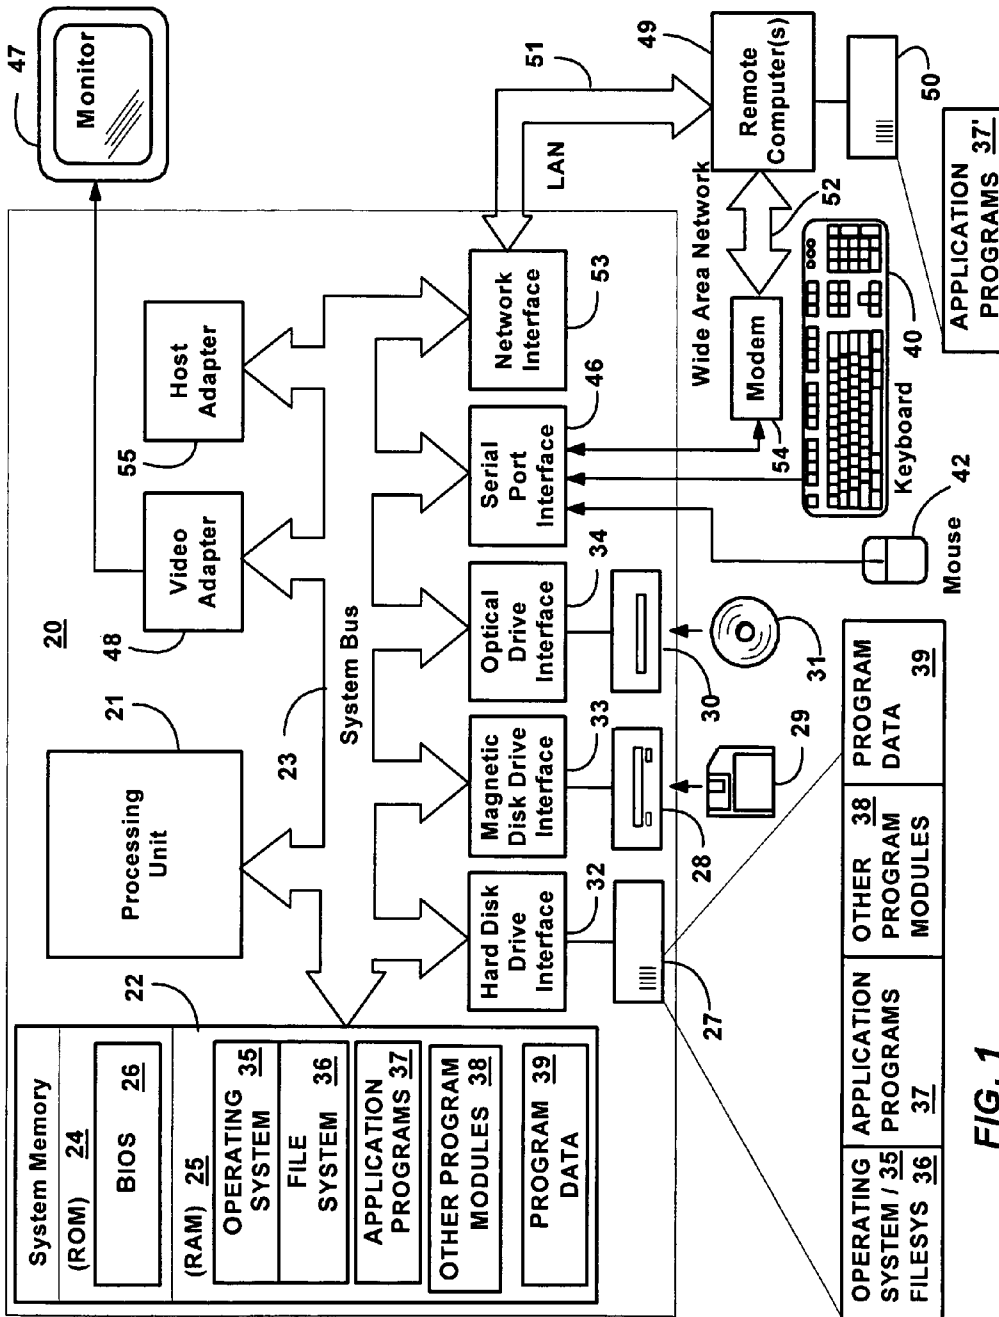 System Memory
(ROM) 24
BIOS 26
(RAM) 25
OPERATING
SYSTEM 35
FILE
SYSTEM 36
APPLICATION
PROGRAMS 37
OTHER PROGRAM
MODULES 38
PROGRAM
DATA 39
22
Processing
Unit
21
20
Video
Adapter
48
Host
Adapter
55
Monitor
47
23
System Bus
Hard Disk
Drive
Interface
32
Magnetic
Disk Drive
Interface
33
Optical
Drive
Interface
34
Serial
Port
Interface
46
Network
Interface
53
LAN
51
27
28
29
30
31
Wide Area Network
Modem
54
52
Remote
Computer(s)
49
50
Keyboard
40
Mouse
42
OPERATING
SYSTEM / 35
FILESYS 36
APPLICATION
PROGRAMS
37
OTHER 38
PROGRAM
MODULES
PROGRAM
DATA
39
APPLICATION
PROGRAMS 37'
FIG. 1